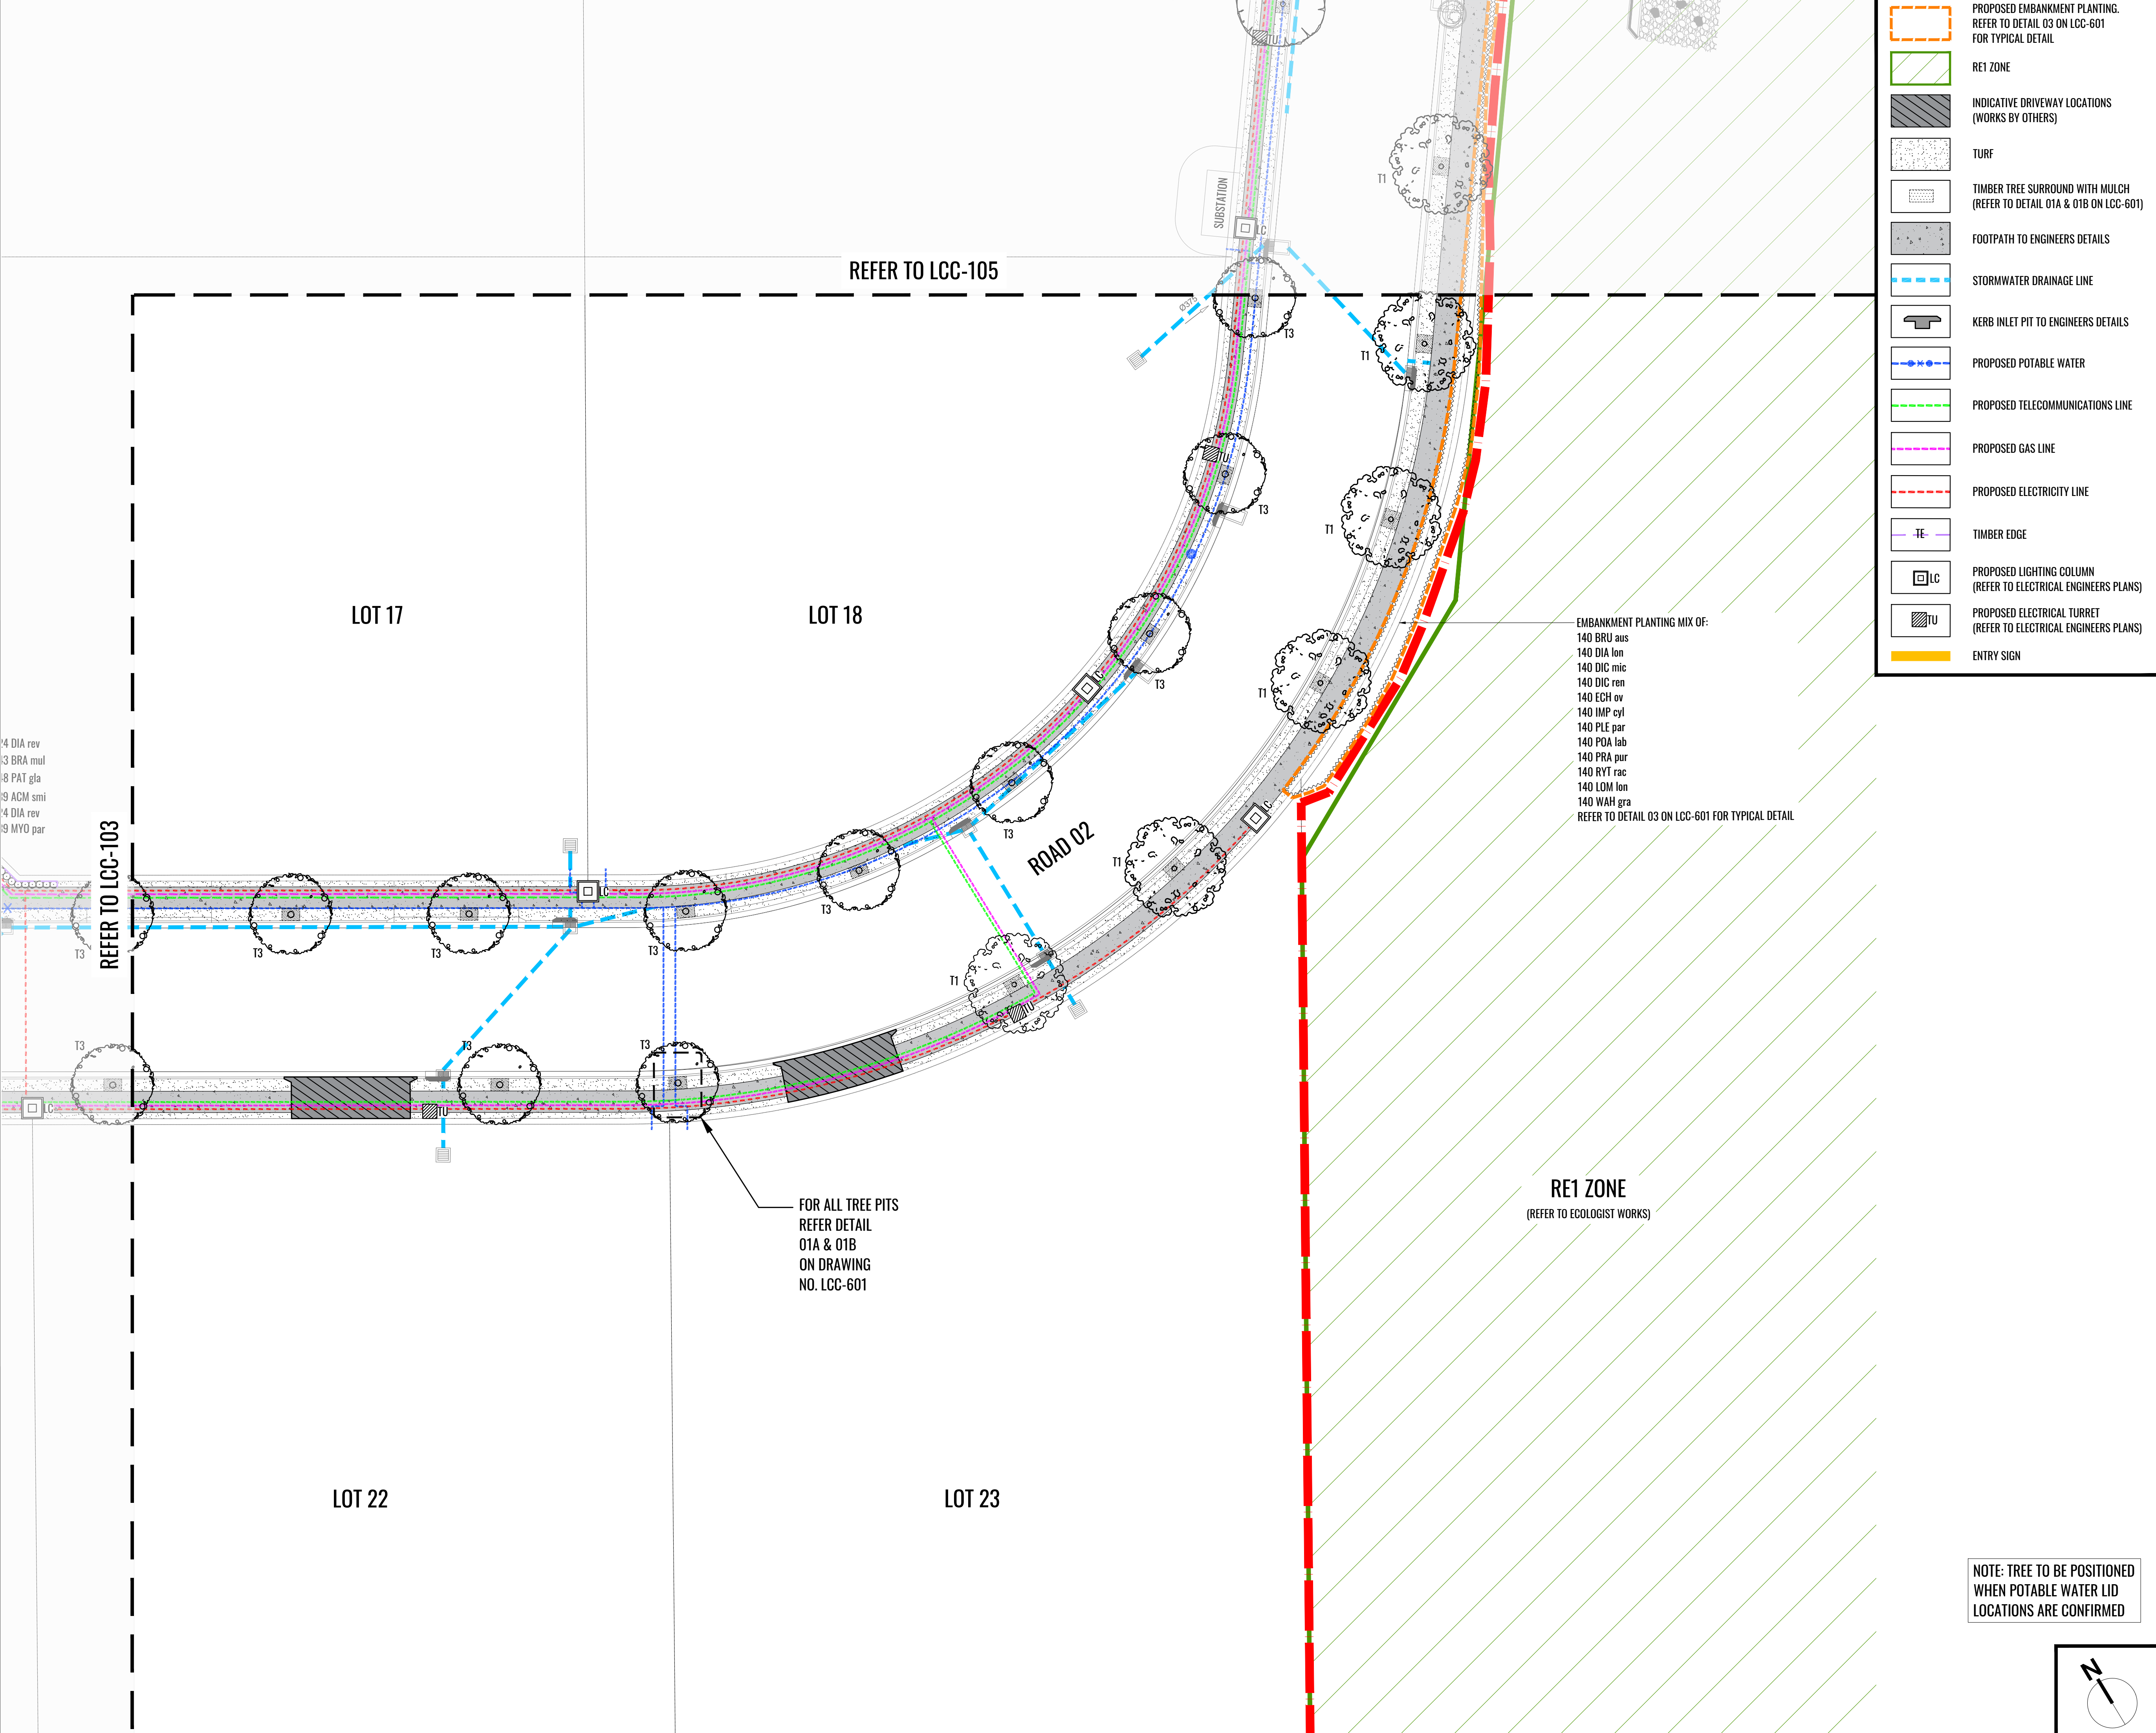 PROPOSED EMBANKMENT PLANTING.
REFER TO DETAIL 03 ON LCC-601
FOR TYPICAL DETAIL
RE1 ZONE
INDICATIVE DRIVEWAY LOCATIONS
(WORKS BY OTHERS)
TURF
TIMBER TREE SURROUND WITH MULCH
(REFER TO DETAIL 01A & 01B ON LCC-601)
FOOTPATH TO ENGINEERS DETAILS
STORMWATER DRAINAGE LINE
KERB INLET PIT TO ENGINEERS DETAILS
PROPOSED POTABLE WATER
PROPOSED TELECOMMUNICATIONS LINE
PROPOSED GAS LINE
PROPOSED ELECTRICITY LINE
TE
TIMBER EDGE
LC
PROPOSED LIGHTING COLUMN
(REFER TO ELECTRICAL ENGINEERS PLANS)
TU
PROPOSED ELECTRICAL TURRET
(REFER TO ELECTRICAL ENGINEERS PLANS)
ENTRY SIGN
TU
T1
SUBSTATION
LC
REFER TO LCC-105
Ø375
T3
T1
TU
T3
T1
LOT 17
LOT 18
EMBANKMENT PLANTING MIX OF:
140 BRU aus
140 DIA lon
140 DIC mic
140 DIC ren
140 ECH ov
140 IMP cyl
140 PLE par
140 POA lab
140 PRA pur
140 RYT rac
140 LOM lon
140 WAH gra
REFER TO DETAIL 03 ON LCC-601 FOR TYPICAL DETAIL
LC
T3
T1
DIA rev
BRA mul
PAT gla
ACM smi
DIA rev
MYO par
REFER TO LCC-103
LC
T3
ROAD 02
T1
LC
T3
T3
T3
T3
T3
T1
TU
T3
T3
T3
LC
TU
FOR ALL TREE PITS
REFER DETAIL
01A & 01B
ON DRAWING
NO. LCC-601
RE1 ZONE
(REFER TO ECOLOGIST WORKS)
LOT 22
LOT 23
NOTE: TREE TO BE POSITIONED
WHEN POTABLE WATER LID
LOCATIONS ARE CONFIRMED
N